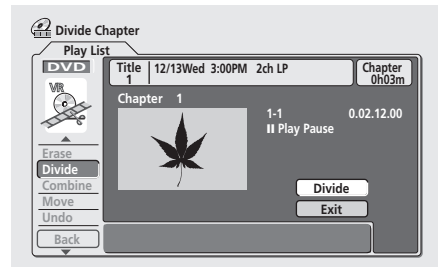 Divide Chapter
Play List
DVD
Title 1 12/13Wed 3:00PM 2ch LP Chapter 0h03m
VR
Chapter 1
1-1 0.02.12.00
Play Pause
Erase
Divide
Combine
Move
Undo
Back
Divide
Exit